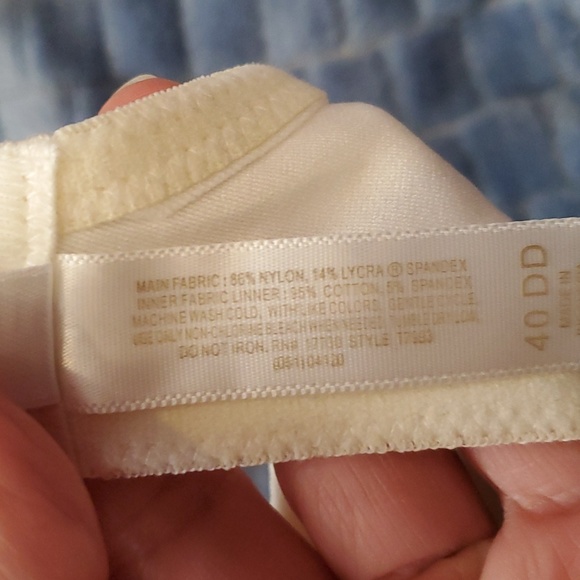 MAIN FABRIC : 86% NYLON, 14% LYCRA ® SPANDEX
INNER FABRIC LINNER : 95% COTTON, 5% SPANDEX
MACHINE WASH COLD, WITH LIKE COLORS, GENTLE CYCLE,
USE ONLY NON-CHLORINE BLEACH WHEN NEEDED, TUMBLE DRY LOW,
DO NOT IRON, RN# 17700 STYLE
40 DD
MADE IN